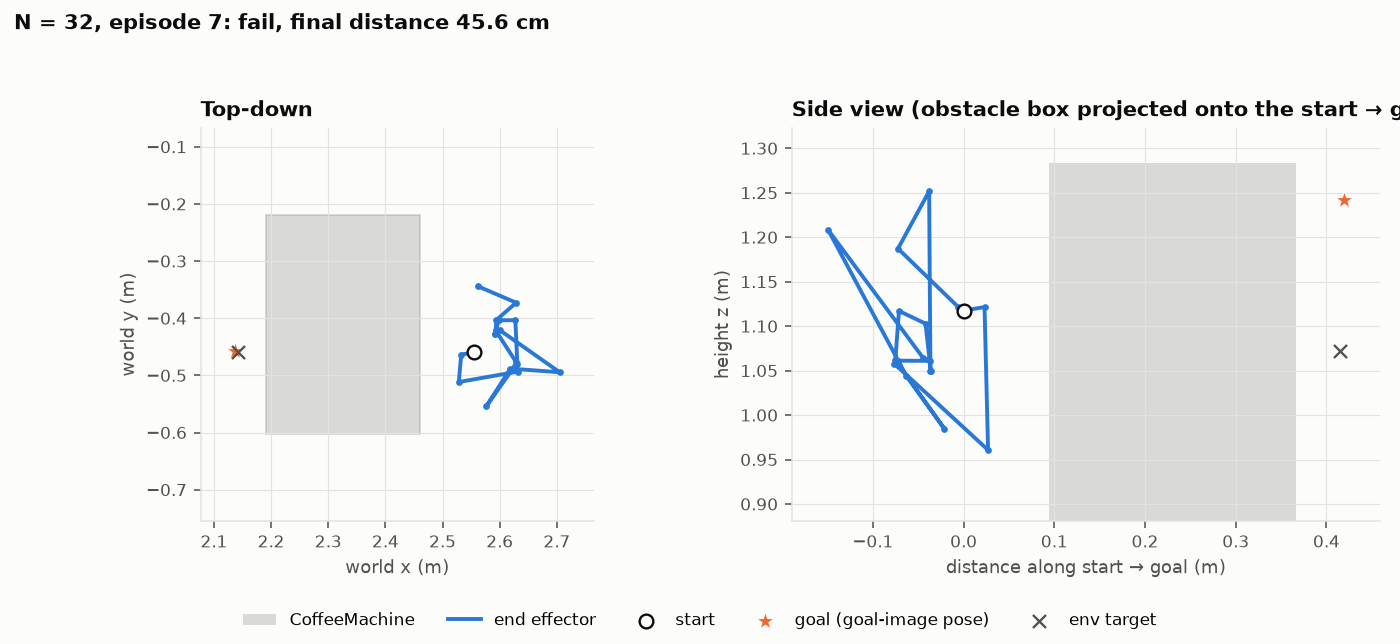 N = 32, episode 7: fail, final distance 45.6 cm
Top-down
−0.1
−0.2
−0.3
−0.4
−0.5
−0.6
−0.7
world y (m)
2.1 2.2 2.3 2.4 2.5 2.6 2.7
world x (m)
Side view (obstacle box projected onto the start → g
1.30
1.25
1.20
1.15
1.10
1.05
1.00
0.95
0.90
height z (m)
−0.1 0.0 0.1 0.2 0.3 0.4
distance along start → goal (m)
CoffeeMachine end effector start goal (goal-image pose) env target